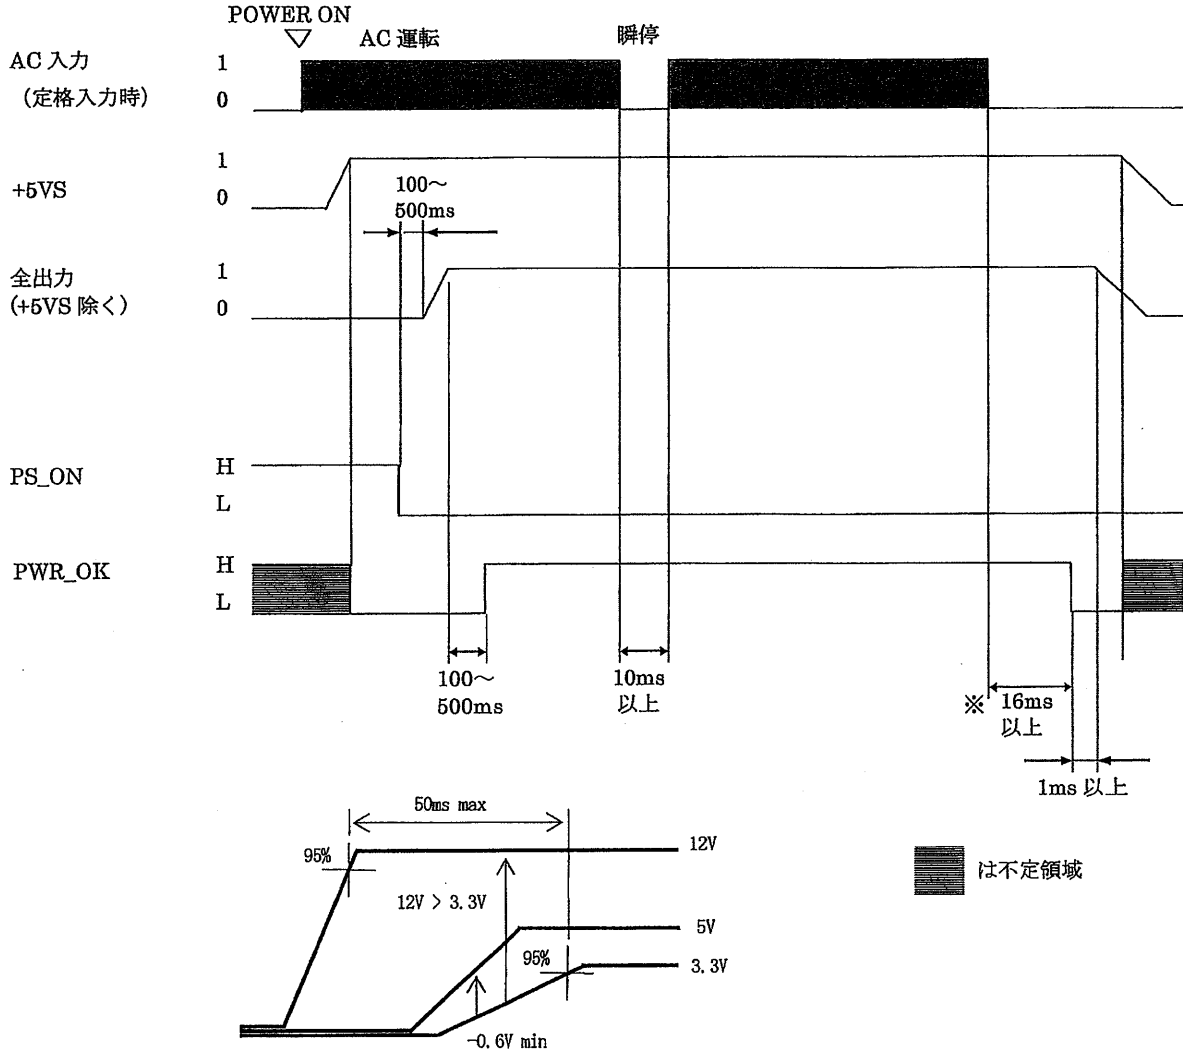 POWER ON
AC 運転
瞬停
AC 入力
(定格入力時)
1
0
+5VS
1
0
100～
500ms
全出力
(+5VS 除く)
1
0
PS_ON
H
L
PWR_OK
H
L
100～
500ms
10ms
以上
※ 16ms
以上
1ms 以上
50ms max
95%
12V
12V > 3.3V
5V
95%
3.3V
-0.6V min
は不定領域